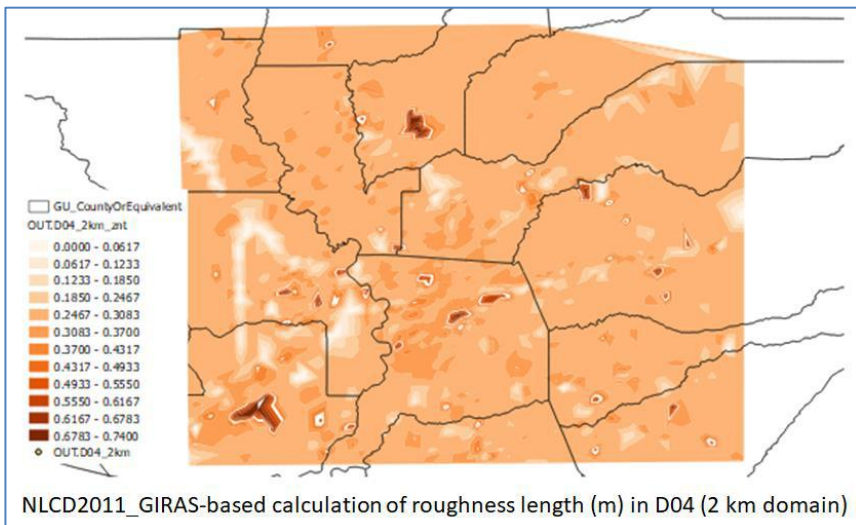 GU_CountyOrEquivalent
OUT.D04_2km_znt
0.0000 - 0.0617
0.0617 - 0.1233
0.1233 - 0.1850
0.1850 - 0.2467
0.2467 - 0.3083
0.3083 - 0.3700
0.3700 - 0.4317
0.4317 - 0.4933
0.4933 - 0.5550
0.5550 - 0.6167
0.6167 - 0.6783
0.6783 - 0.7400
OUT.D04_2km
NLCD2011_GIRAS-based calculation of roughness length (m) in D04 (2 km domain)